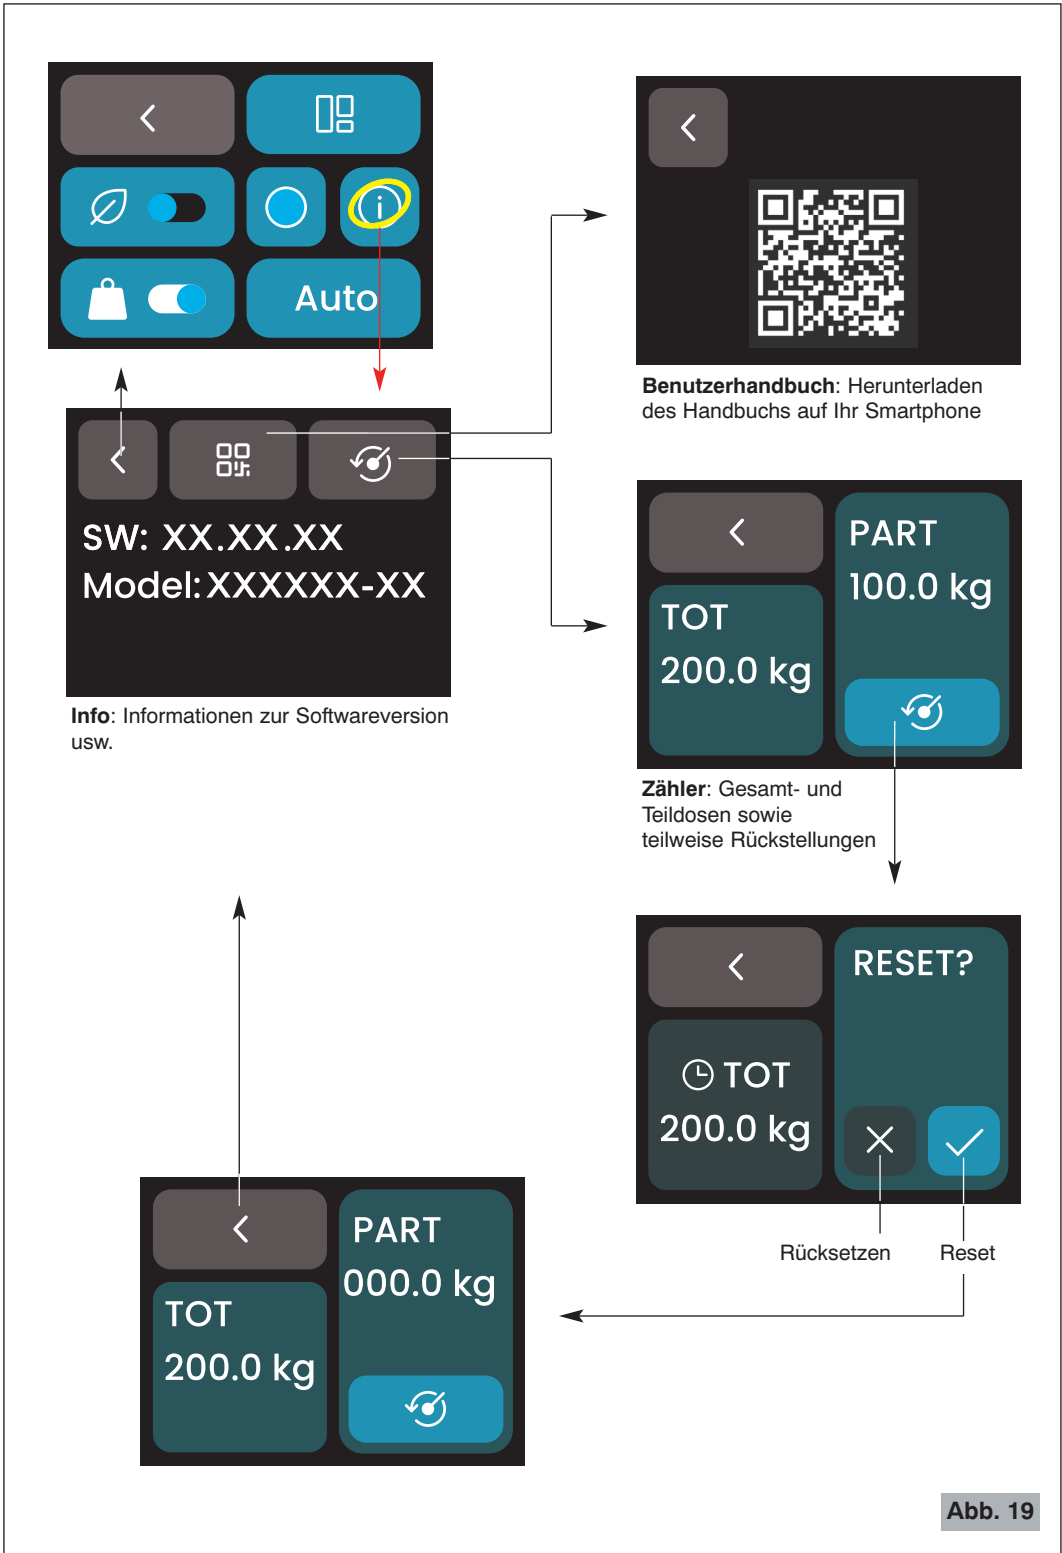 Auto
Benutzerhandbuch: Herunterladen
des Handbuchs auf Ihr Smartphone
SW: XX.XX.XX
Model:XXXXXX-XX
Info: Informationen zur Softwareversion
usw.
PART
100.0 kg
TOT
200.0 kg
Zähler: Gesamt- und
Teildosen sowie
teilweise Rückstellungen
RESET?
TOT
200.0 kg
Rücksetzen
Reset
PART
000.0 kg
TOT
200.0 kg
Abb. 19